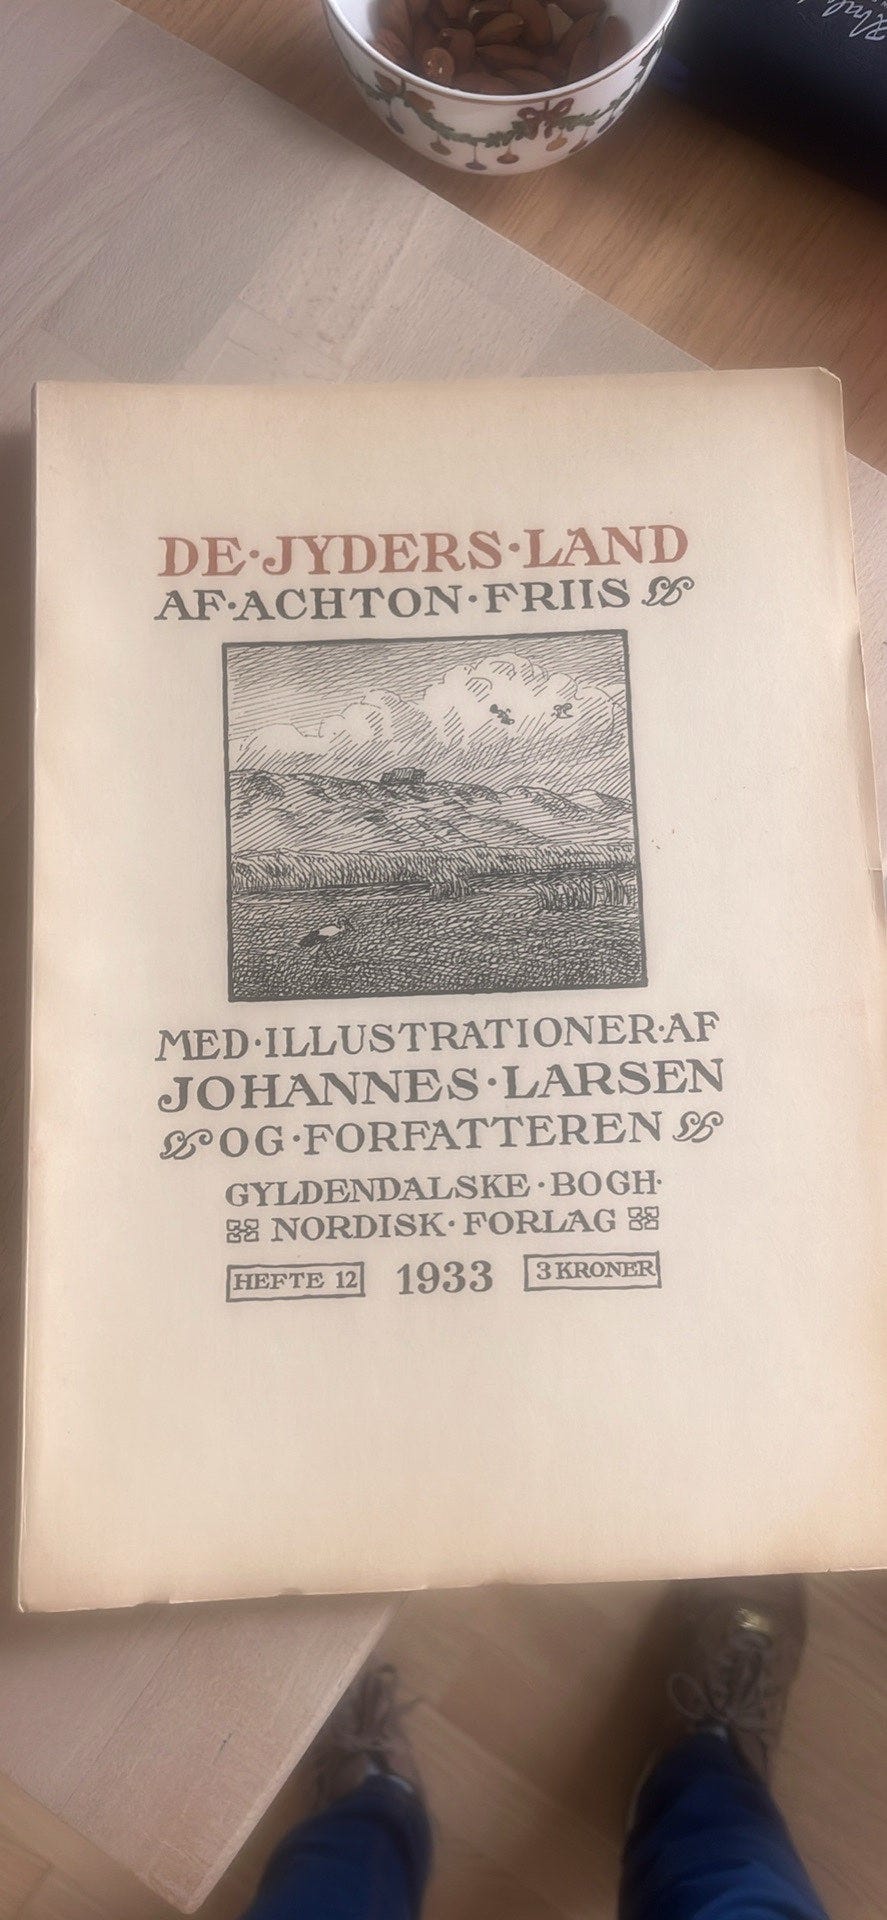 DE·JYDERS·LAND
AF·ACHTON·FRIIS
MED·ILLUSTRATIONER·AF
JOHANNES·LARSEN
OG·FORFATTEREN
GYLDENDALSKE·BOGH·
NORDISK·FORLAG
HEFTE 12 1933 3 KRONER